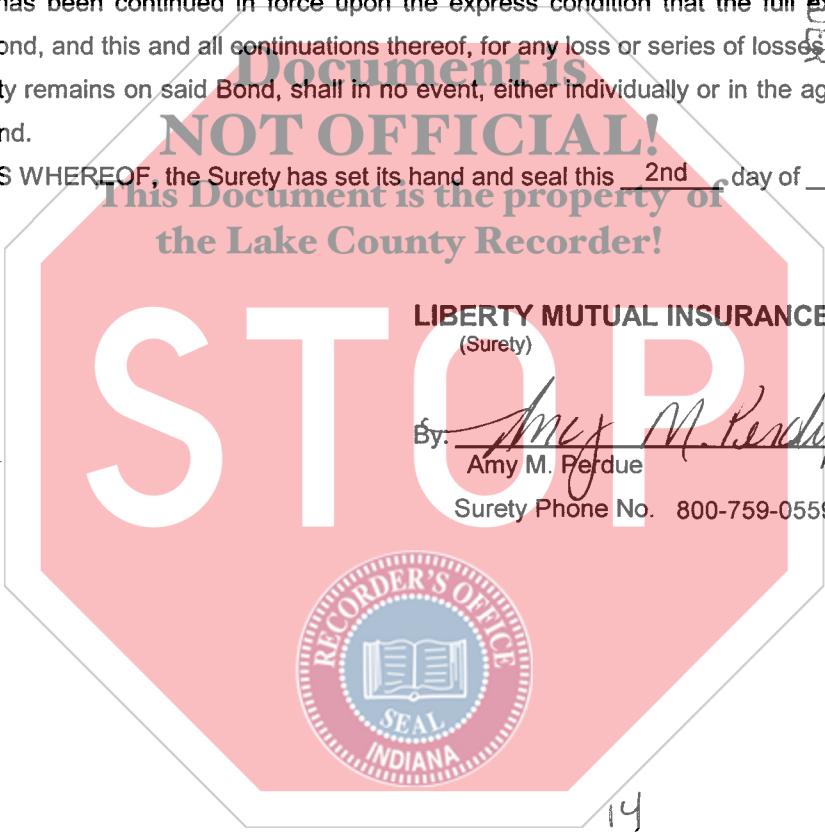 has been continued in force upon the express condition that the full ex
ond, and this and all continuations thereof, for any loss or series of losses
Document is
ty remains on said Bond, shall in no event, either individually or in the ag
nd.
NOT OFFICIAL!
S WHEREOF, the Surety has set its hand and seal this 2nd day of
This Document is the property of
the Lake County Recorder!
STOP
LIBERTY MUTUAL INSURANCE
(Surety)
By: Amy M. Perdu
Amy M. Perdue
Surety Phone No. 800-759-0559
RECORDER'S OFFICE
SEAL
INDIANA
14